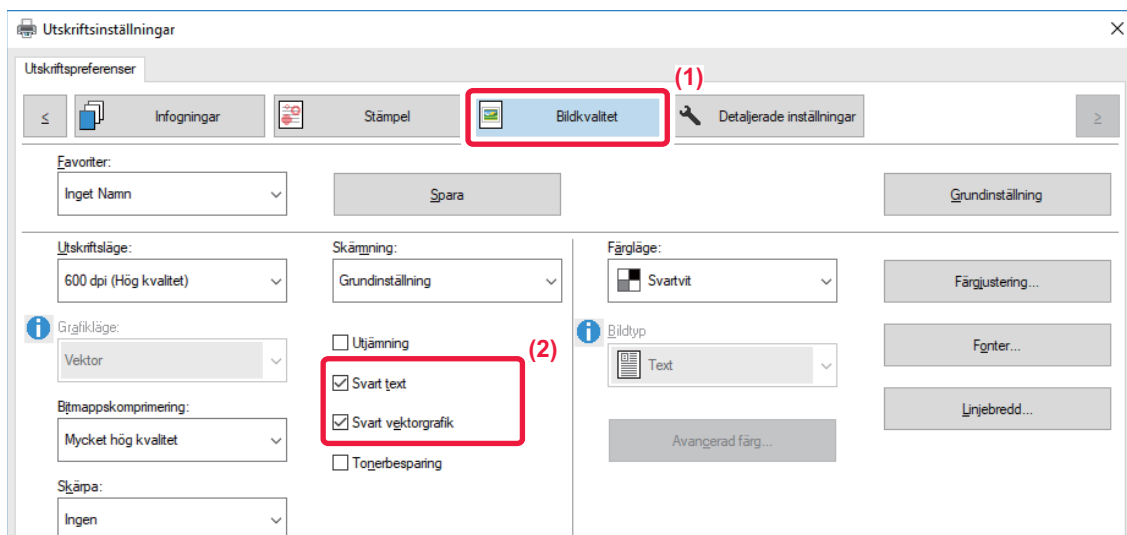 Utskriftsinställningar
Utskriftspreferenser
(1)
≤ Infogningar Stämpel Bildkvalitet Detaljerade inställningar ≥
Favoriter:
Inget Namn Spara Grundinställning
Utskriftsläge: Skärmning: Färgläge:
600 dpi (Hög kvalitet) Grundinställning Svartvit Färgjustering...
Grafikläge: Utjämning (2) Bildtyp
Vektor Svart text Text Fonter...
Bitmappskomprimering: Svart vektorgrafik Linjebredd...
Mycket hög kvalitet Tonerbesparing Avancerad färg...
Skärpa:
Ingen